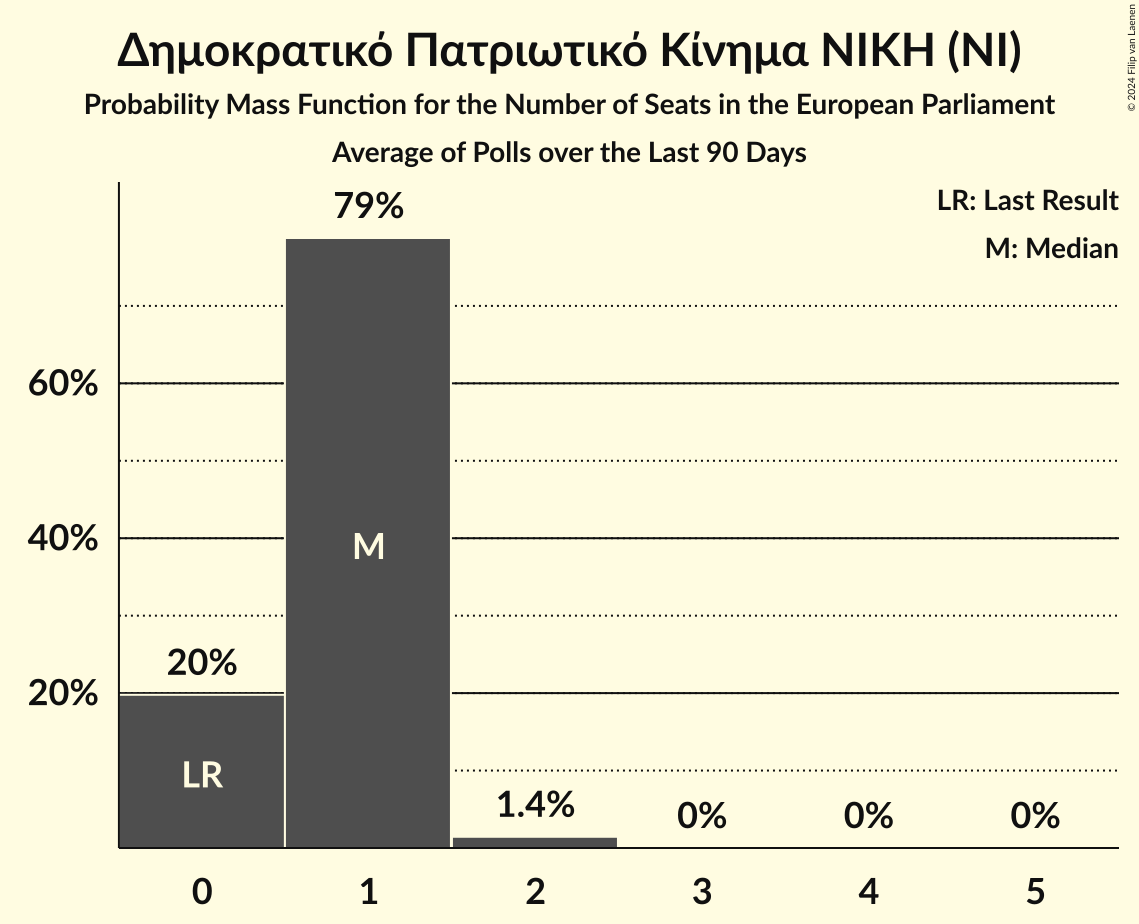 Δημοκρατικό Πατριωτικό Κίνημα ΝΙΚΗ (NI)
Probability Mass Function for the Number of Seats in the European Parliament
Average of Polls over the Last 90 Days
© 2024 Filip van Laenen
LR: Last Result
M: Median
79%
60%
40%
M
20%
20%
LR
1.4%
0%
0%
0%
0
1
2
3
4
5